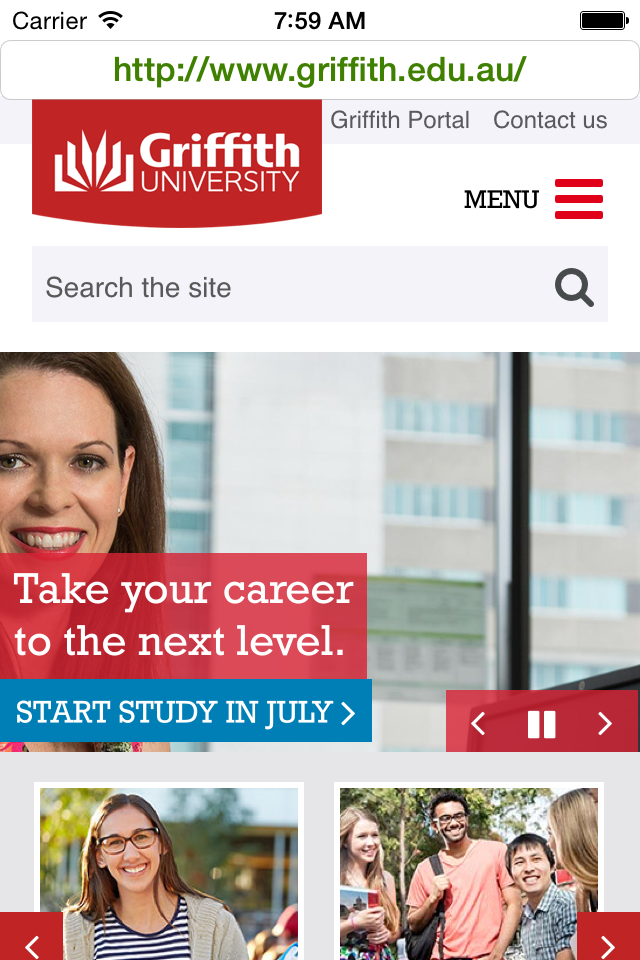 Carrier 7:59 AM
http://www.griffith.edu.au/
Griffith Portal Contact us
Griffith
UNIVERSITY
MENU
Search the site
Take your career
to the next level.
START STUDY IN JULY